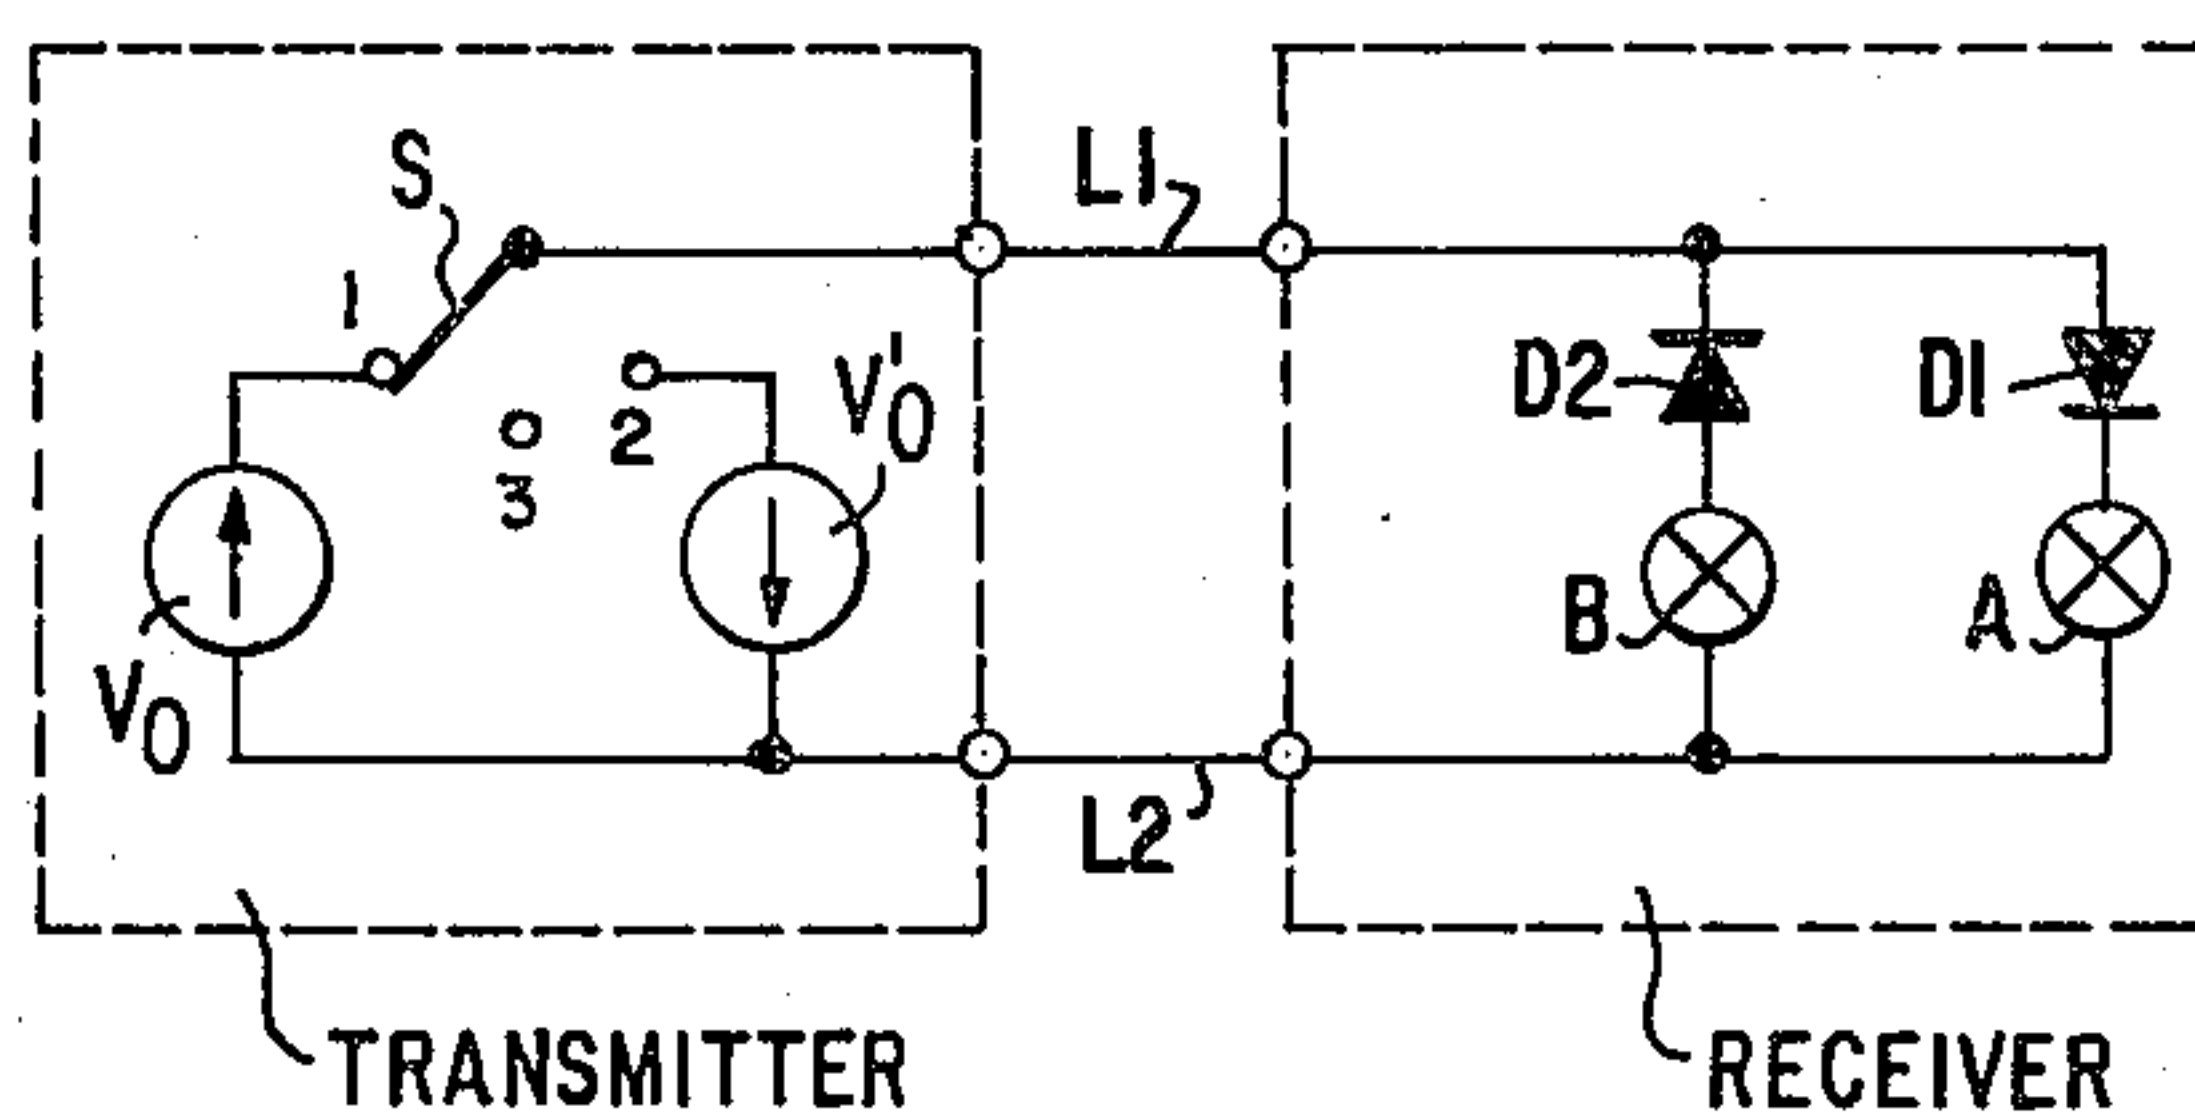 S
L1
1
V'0
2
3
D2
D1
B
A
V0
L2
TRANSMITTER
RECEIVER